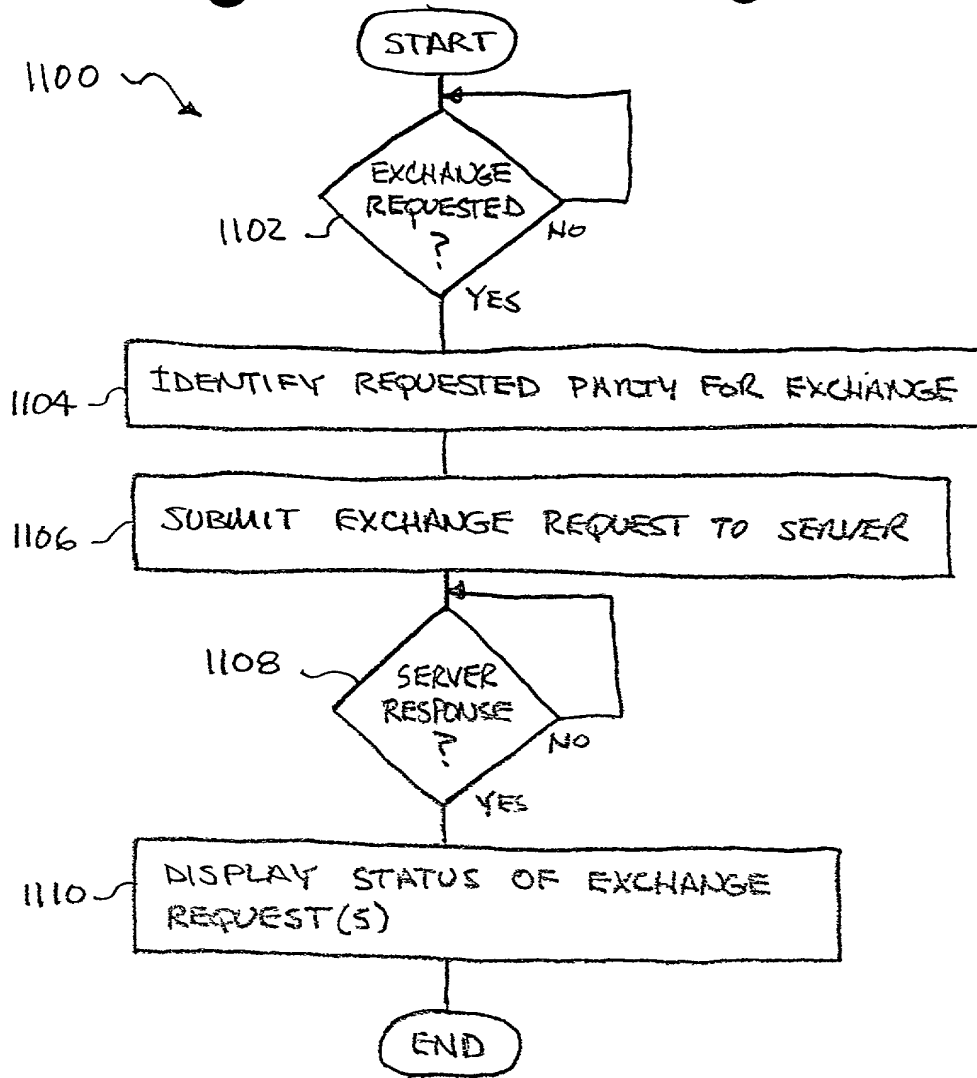 START
1100
EXCHANGE
REQUESTED
?
1102
NO
YES
1104
IDENTIFY REQUESTED PARTY FOR EXCHANGE
1106
SUBMIT EXCHANGE REQUEST TO SERVER
1108
SERVER
RESPONSE
?
NO
YES
1110
DISPLAY STATUS OF EXCHANGE
REQUEST(S)
END